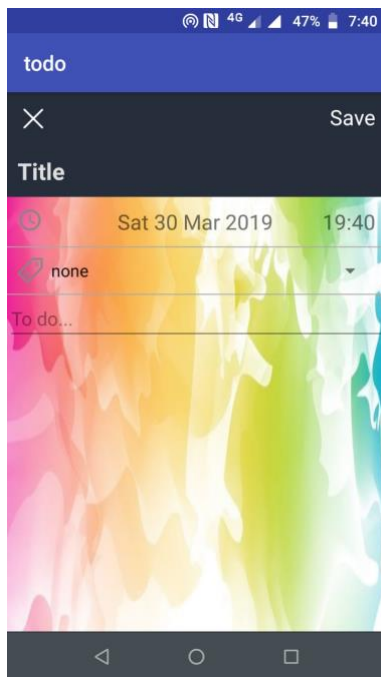 4G 47% 7:40
todo
Save
Title
Sat 30 Mar 2019 19:40
none
To do...